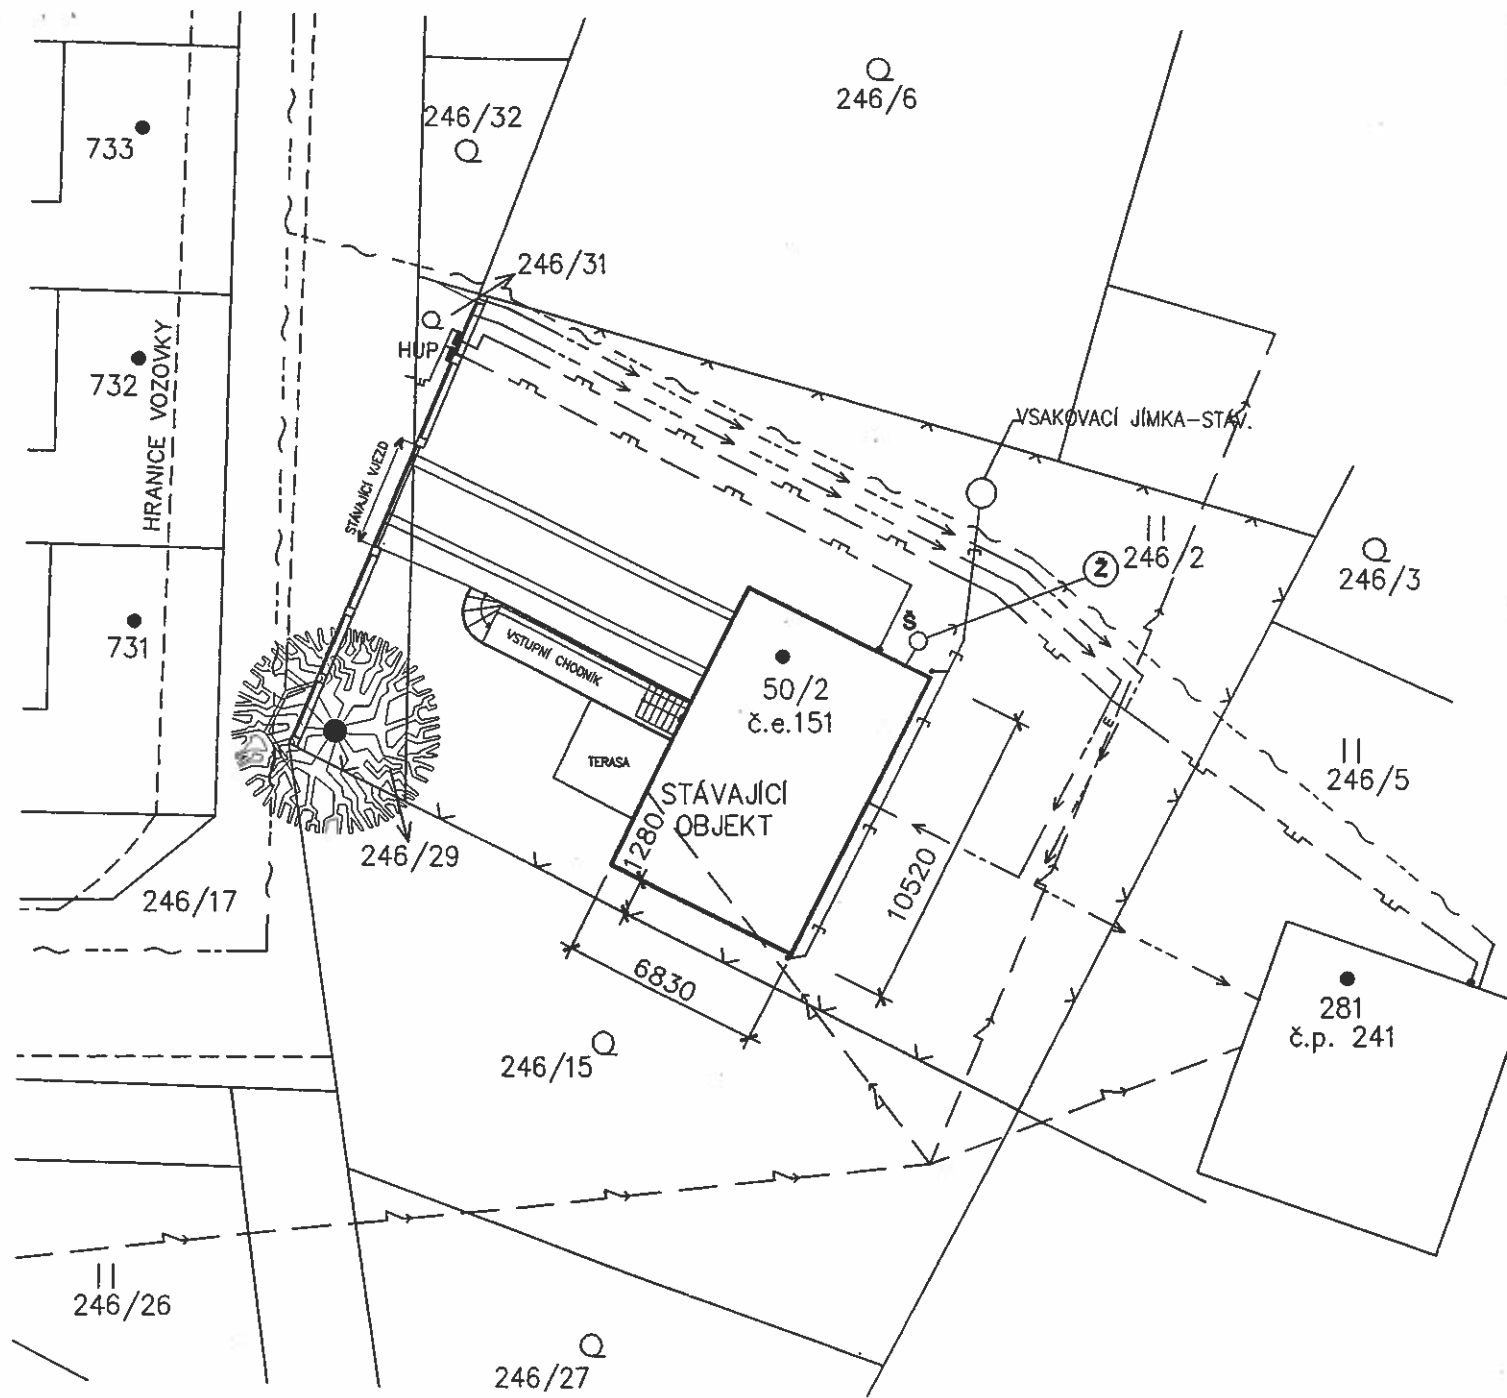 246/6
246/32
733
246/31
HUP
732
HRANICE VOZOVKY
VSAKOVACÍ JÍMKA-STÁV.
STÁVAJÍCÍ VJEZD
246/2
246/3
Ž
Š
731
VSTUPNÍ CHODNÍK
50/2
č.e.151
TERASA
246/5
STÁVAJÍCÍ
OBJEKT
1280
246/29
10520
246/17
6830
281
č.p. 241
246/15
246/26
246/27